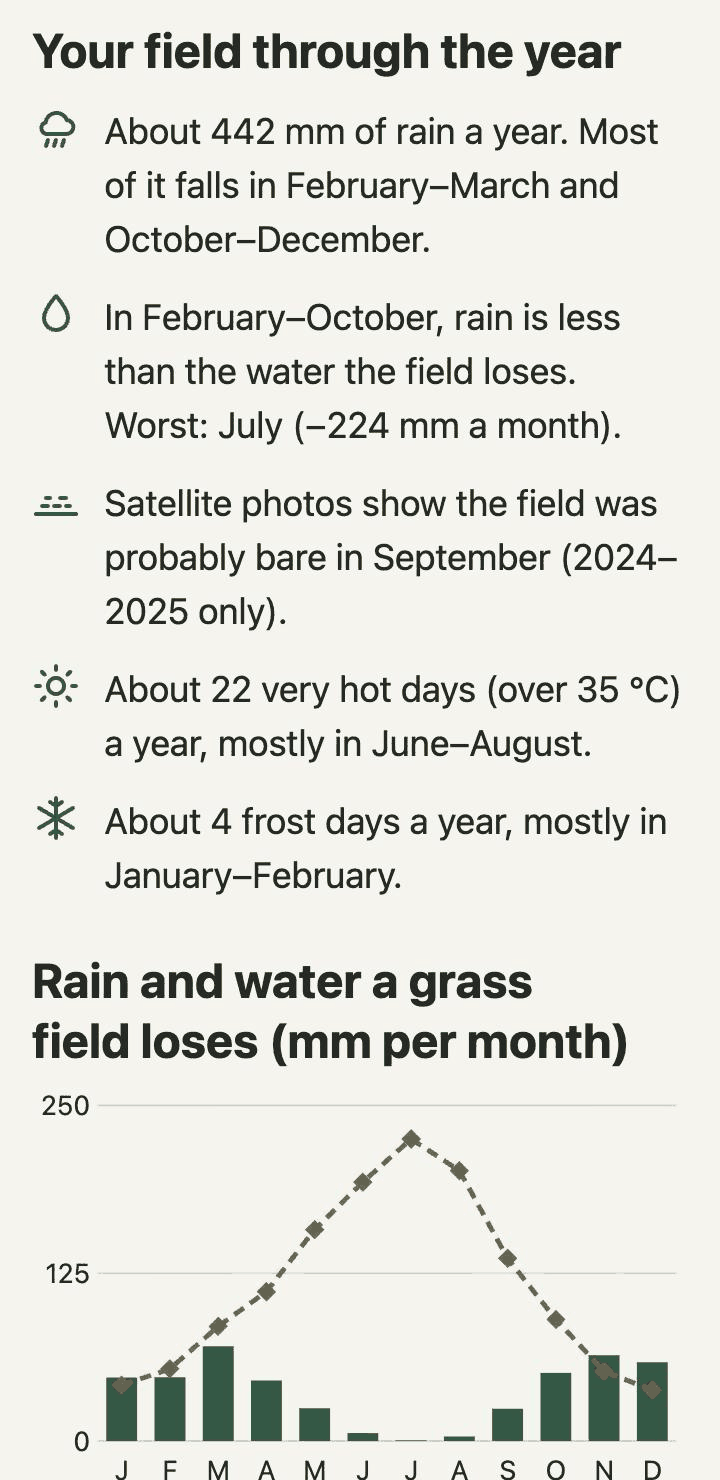 Your field through the year
About 442 mm of rain a year. Most
of it falls in February–March and
October–December.
In February–October, rain is less
than the water the field loses.
Worst: July (−224 mm a month).
Satellite photos show the field was
probably bare in September (2024–
2025 only).
About 22 very hot days (over 35 °C)
a year, mostly in June–August.
About 4 frost days a year, mostly in
January–February.
Rain and water a grass
field loses (mm per month)
250
125
0
J F M A M J J A S O N D